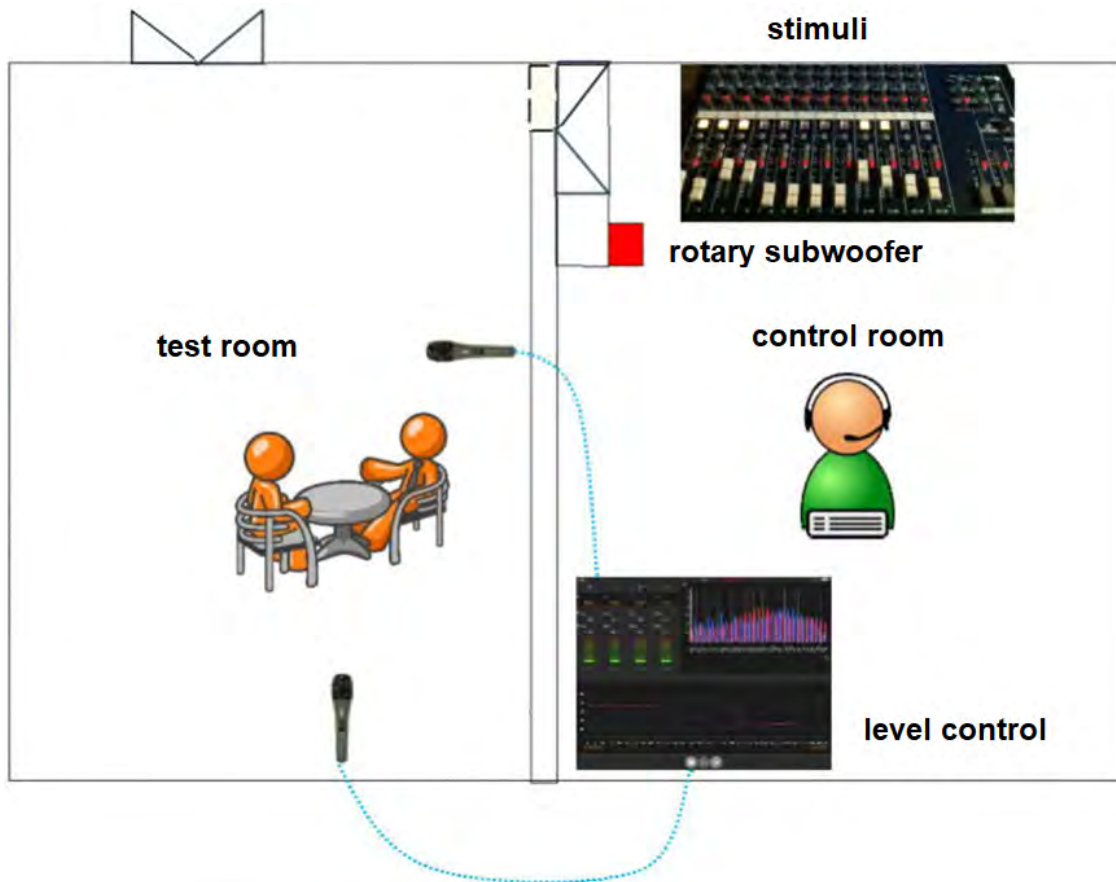 stimuli
rotary subwoofer
test room
control room
level control